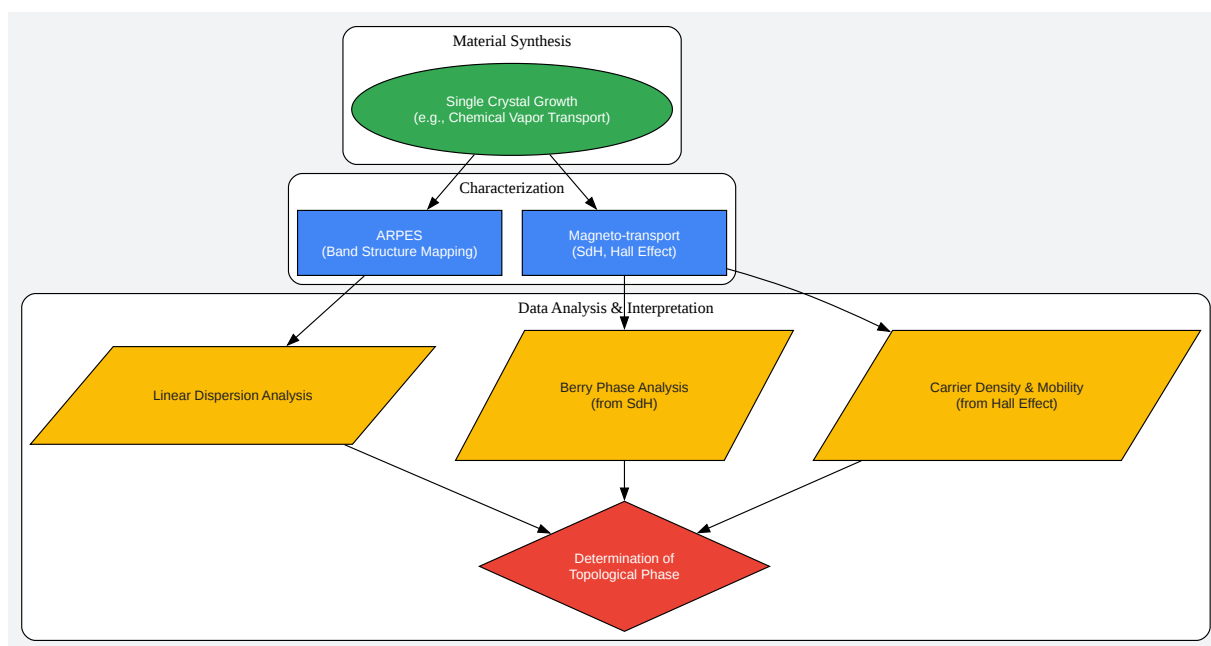 Material Synthesis
Single Crystal Growth
(e.g., Chemical Vapor Transport)
Characterization
ARPES
(Band Structure Mapping)
Magneto-transport
(SdH, Hall Effect)
Data Analysis & Interpretation
Linear Dispersion Analysis
Berry Phase Analysis
(from SdH)
Carrier Density & Mobility
(from Hall Effect)
Determination of
Topological Phase